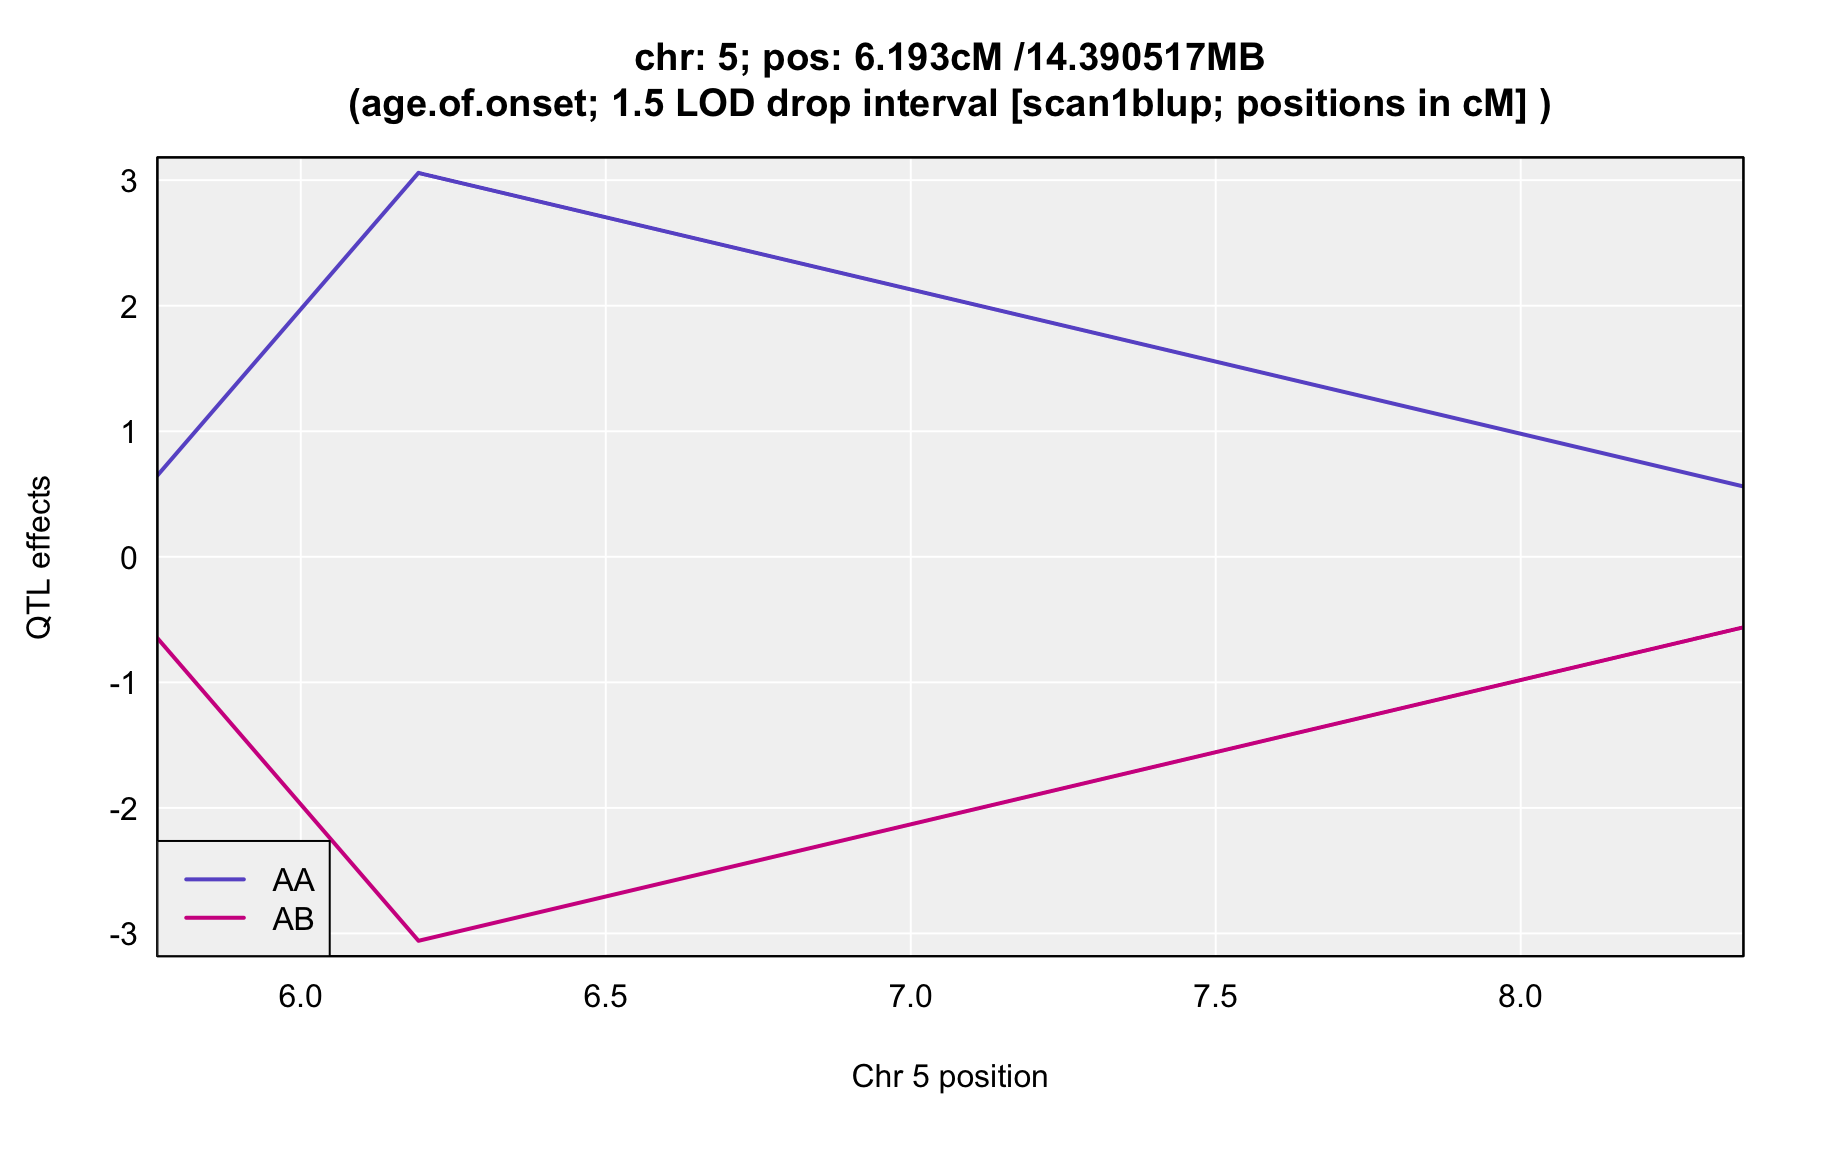 chr: 5; pos: 6.193cM /14.390517MB
(age.of.onset; 1.5 LOD drop interval [scan1blup; positions in cM] )
3
2
1
0
-1
-2
-3
QTL effects
AA
AB
6.0 6.5 7.0 7.5 8.0
Chr 5 position